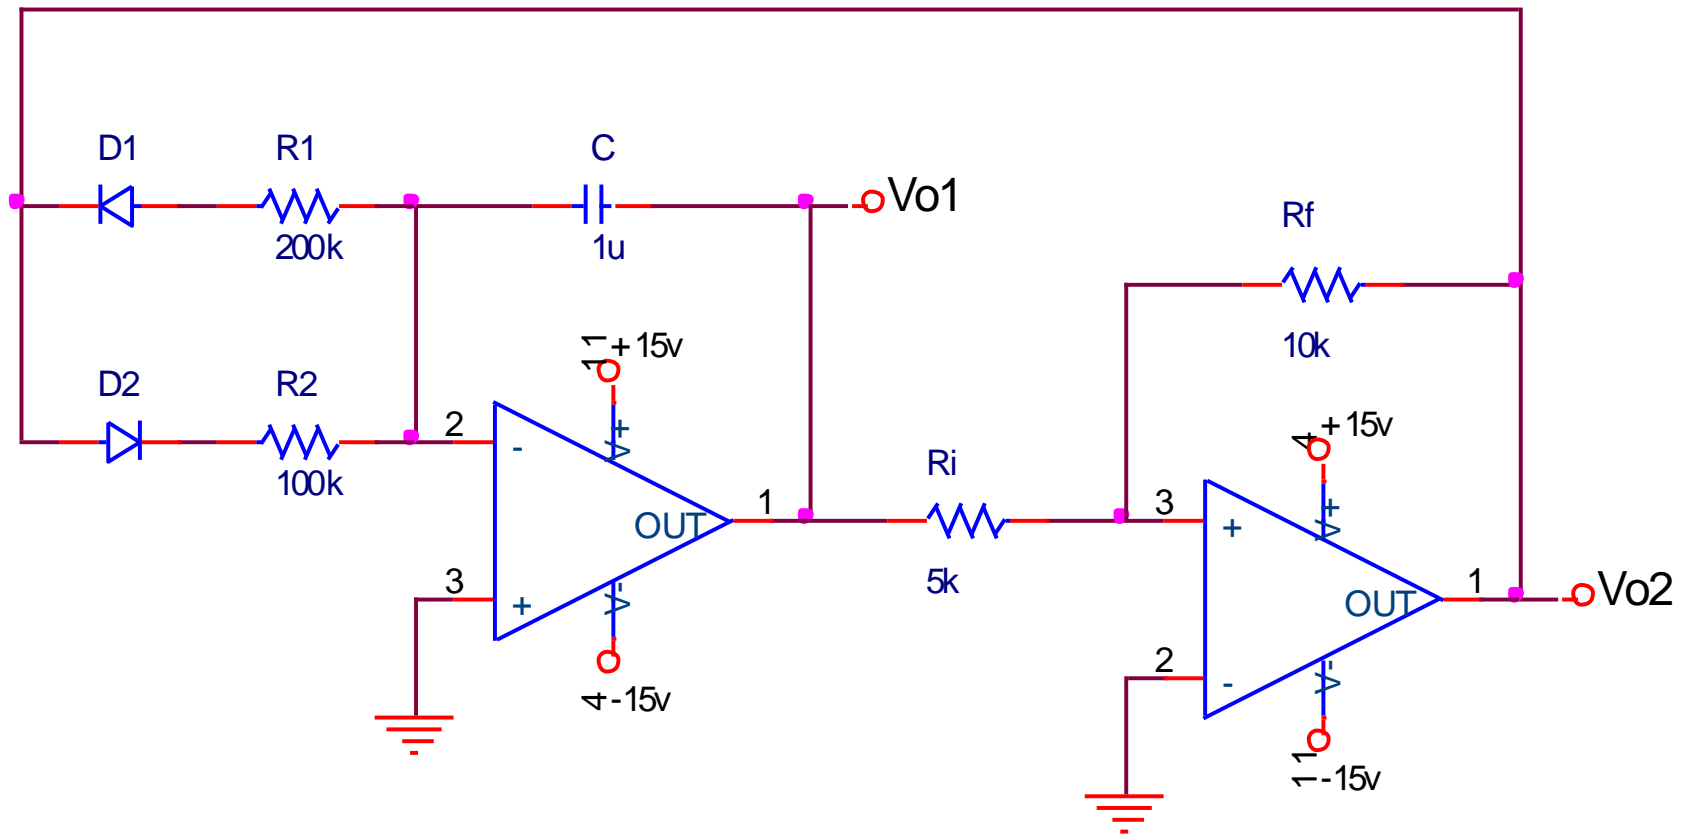 D1
R1
C
Vo1
200k
1u
Rf
11
+15v
10k
D2
R2
2
-
V+
100k
4
+15v
Ri
1
OUT
3
+
V+
5k
3
+
V-
1
OUT
Vo2
4
-15v
2
-
V-
11
-15v